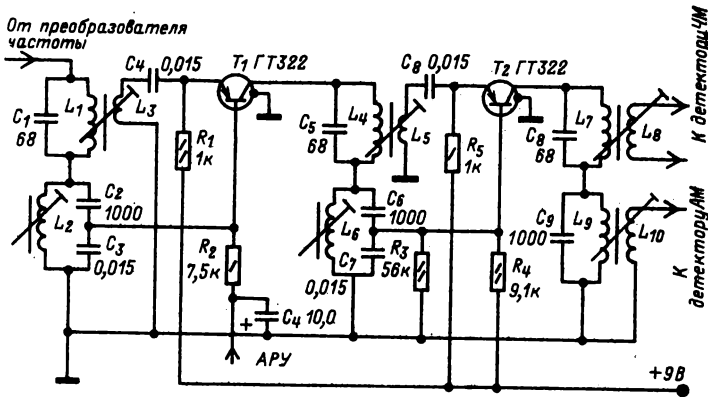 От преобразователя
частоты
C4 0,015
T1 ГТ322
C8 0,015
T2 ГТ322
К детектору ЧМ
C1
68
L1
L3
R1
1к
C5
68
L4
L5
R5
1к
C8
68
L7
L8
L2
C2
1000
C3
0,015
R2
7,5к
L6
C6
1000
C7
0,015
R3
56к
R4
9,1к
C9
1000
L9
L10
К
детектору АМ
+
C4 10,0
АРУ
+9В